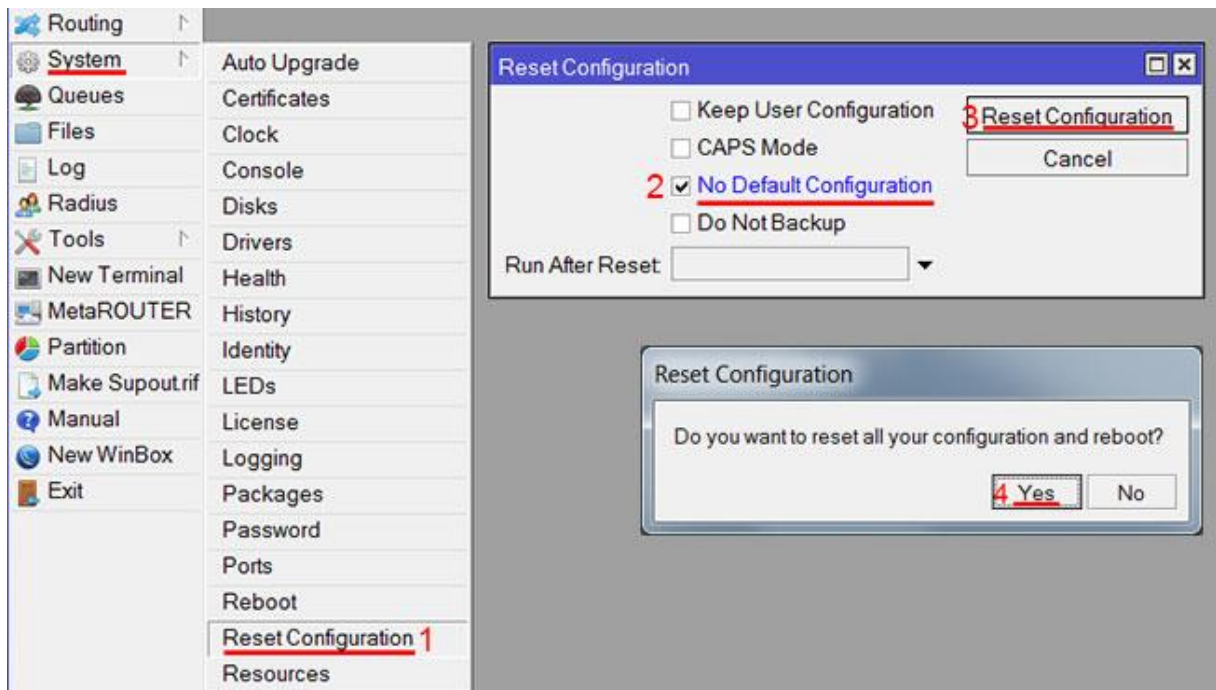 Routing
System
Queues
Files
Log
Radius
Tools
New Terminal
MetaROUTER
Partition
Make Supout.rif
Manual
New WinBox
Exit
Auto Upgrade
Certificates
Clock
Console
Disks
Drivers
Health
History
Identity
LEDs
License
Logging
Packages
Password
Ports
Reboot
Reset Configuration 1
Resources
Reset Configuration
Keep User Configuration
CAPS Mode
2 No Default Configuration
Do Not Backup
Run After Reset:
3 Reset Configuration
Cancel
Reset Configuration
Do you want to reset all your configuration and reboot?
4 Yes No